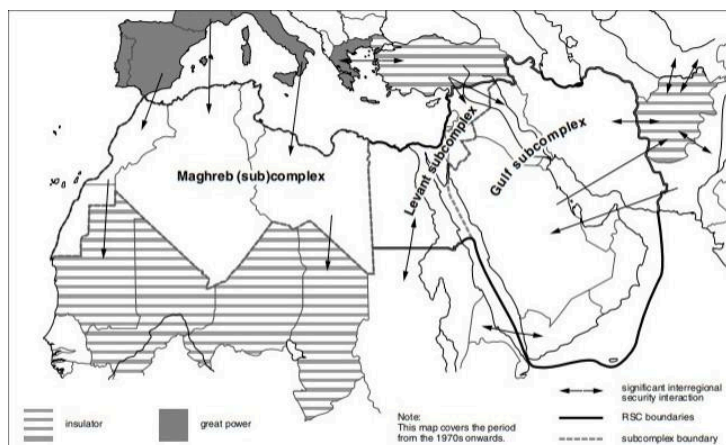 Maghreb (sub)complex
Levant subcomplex
Gulf subcomplex
insulator
great power
Note:
This map covers the period
from the 1970s onwards.
significant interregional
security interaction
RSC boundaries
subcomplex boundary